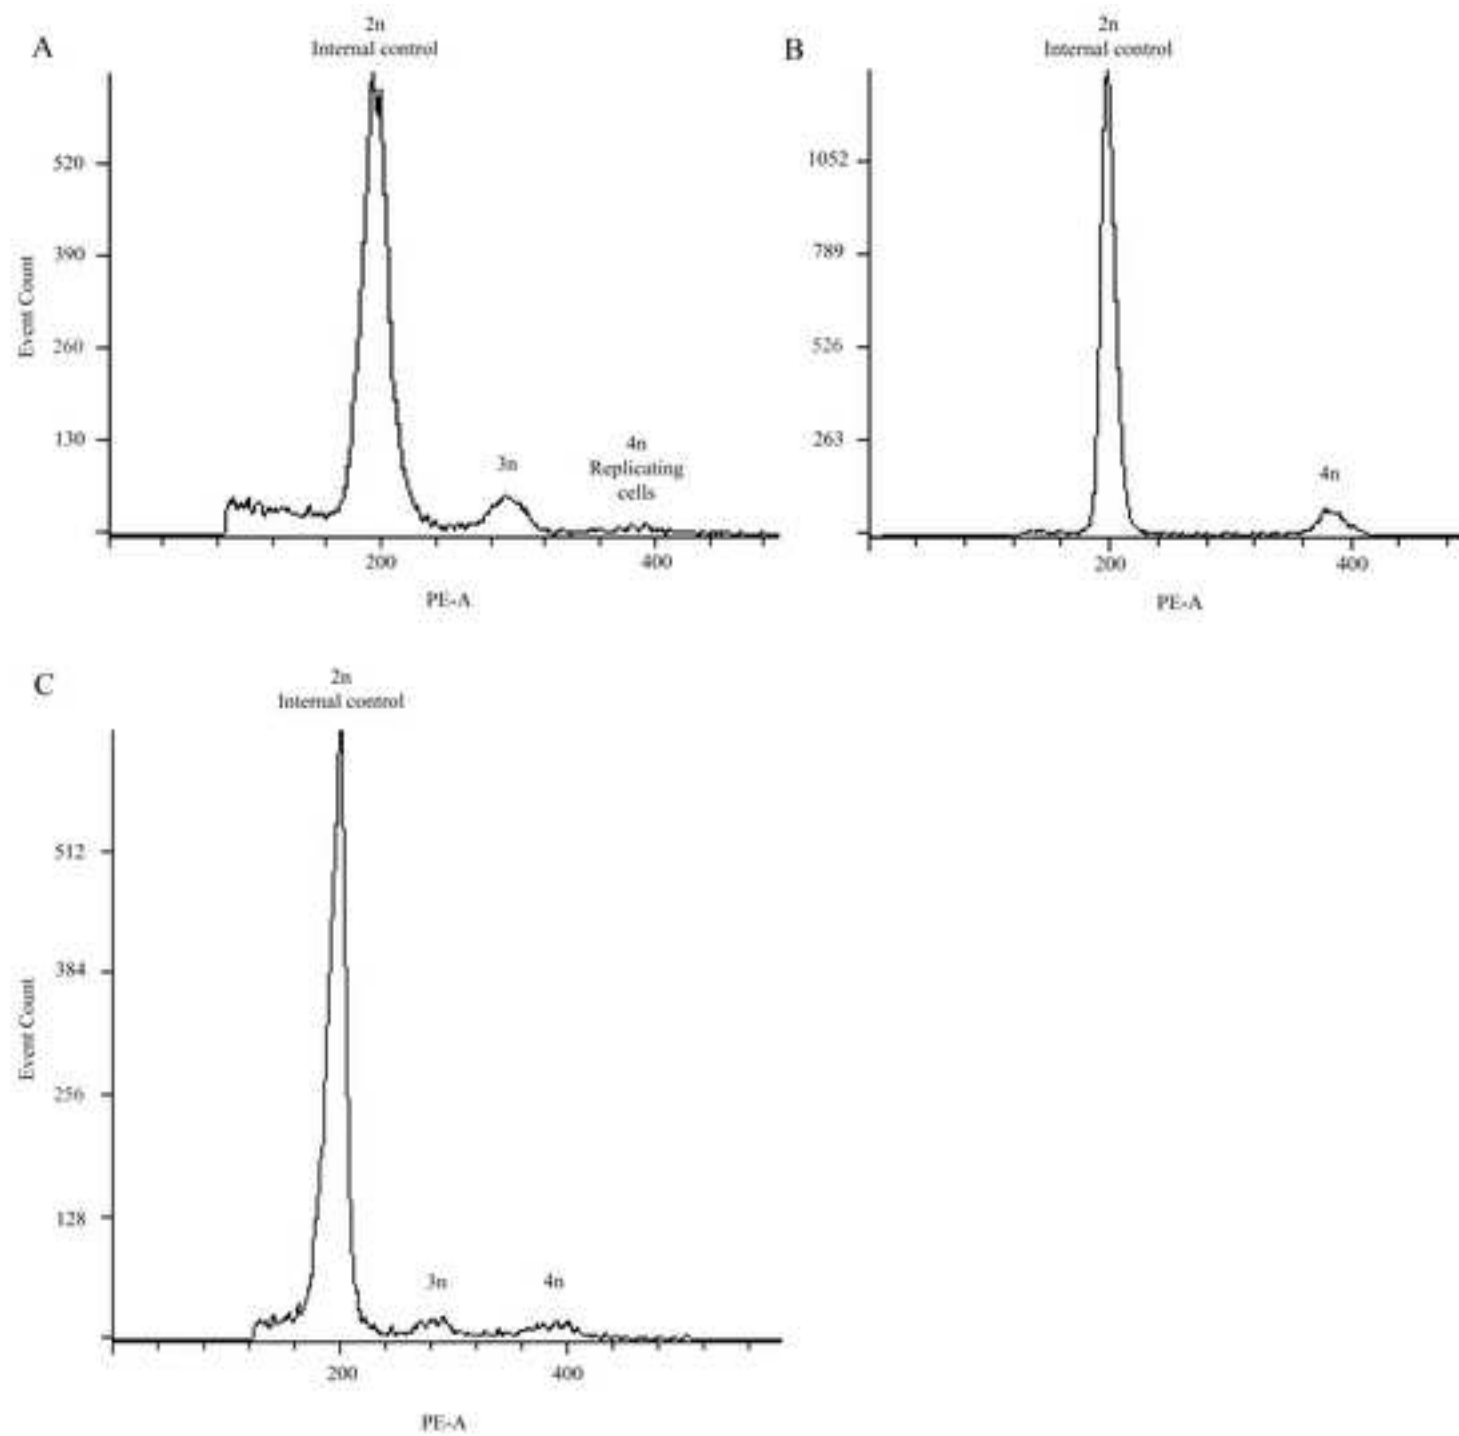 A
2n
Internal control
520
390
260
130
Event Count
3n
4n
Replicating
cells
200
400
PE-A
B
2n
Internal control
1052
789
526
263
4n
200
400
PE-A
C
2n
Internal control
512
384
256
128
Event Count
3n
4n
200
400
PE-A